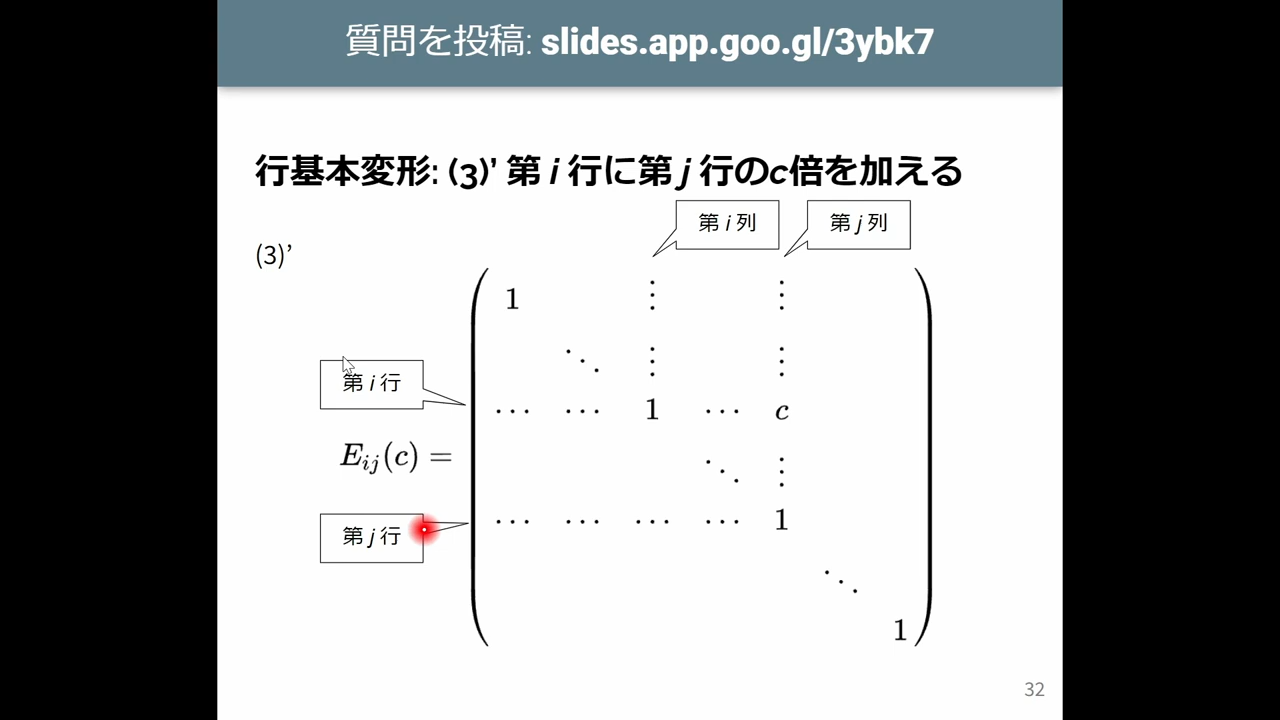 質問を投稿: slides.app.goo.gl/3ybk7
行基本変形: (3)’ 第 i 行に第 j 行のc倍を加える
第 i 列
第 j 列
(3)’
1 ⋮ ⋮
⋱ ⋮ ⋮
第 i 行
⋯ ⋯ 1 ⋯ c
E_{ij}(c) =
⋱ ⋮
第 j 行
⋯ ⋯ ⋯ ⋯ 1
⋱
1
32